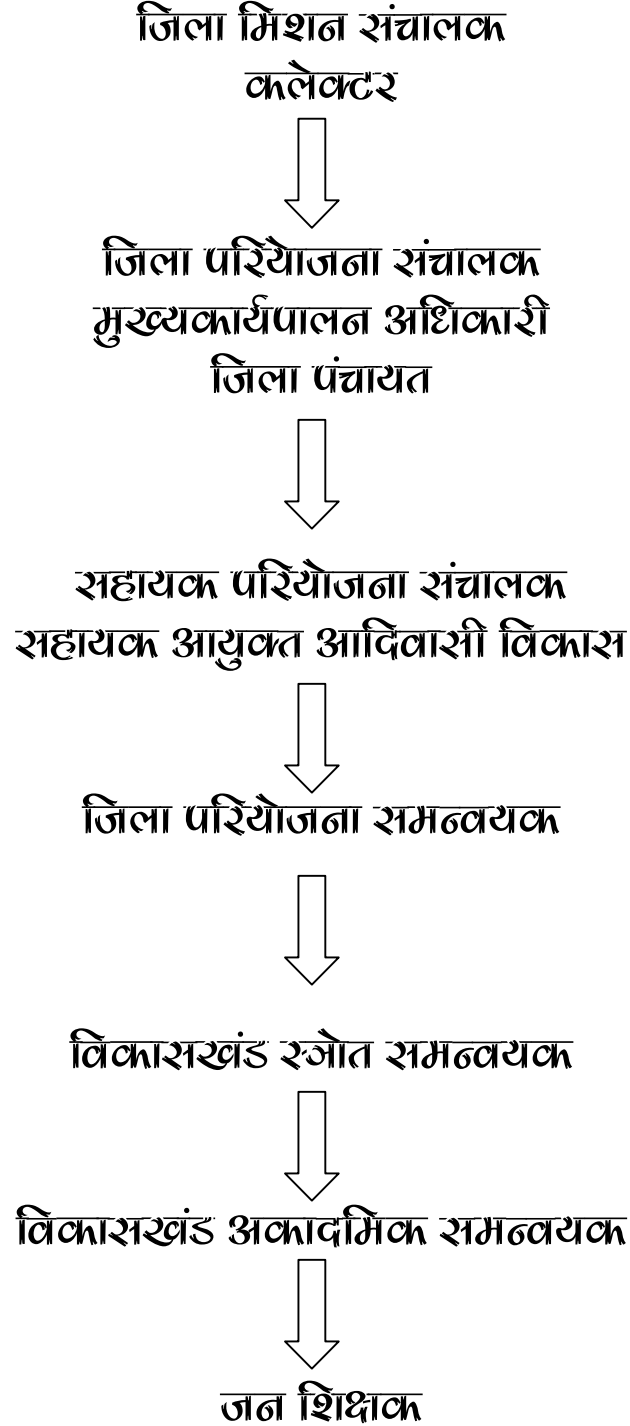 जिला मिशन संचालक
कलेक्टर
जिला परियोजना संचालक
मुख्यकार्यपालन अधिकारी
जिला पंचायत
सहायक परियोजना संचालक
सहायक आयुक्त आदिवासी विकास
जिला परियोजना समन्वयक
विकासखंड स्त्रोत समन्वयक
विकासखंड अकादमिक समन्वयक
जन शिक्षक